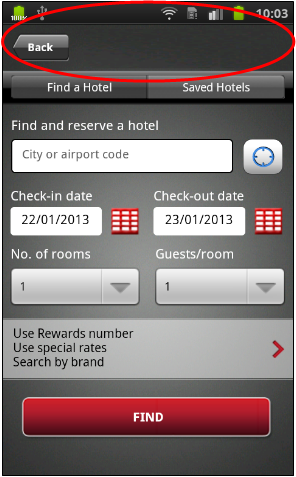 10:03
Back
Find a Hotel Saved Hotels
Find and reserve a hotel
City or airport code
Check-in date Check-out date
22/01/2013 23/01/2013
No. of rooms Guests/room
1 1
Use Rewards number
Use special rates
Search by brand
FIND